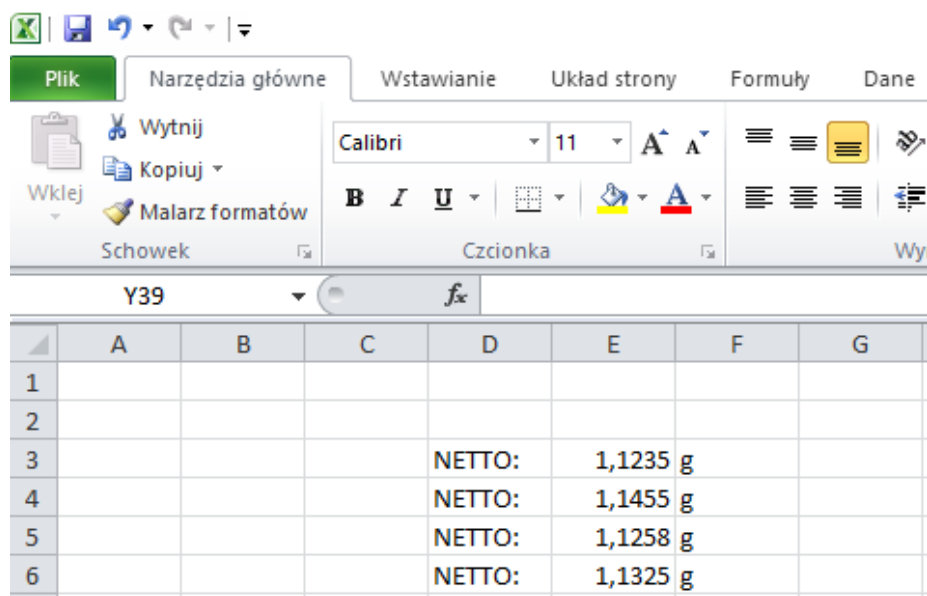 Plik Narzędzia główne Wstawianie Układ strony Formuły Dane
Wklej
Wytnij
Kopiuj
Malarz formatów
Schowek
Calibri 11 A A
B I U A
Czcionka
Wy
Y39 fx
A B C D E F G
1
2
3 NETTO: 1,1235 g
4 NETTO: 1,1455 g
5 NETTO: 1,1258 g
6 NETTO: 1,1325 g